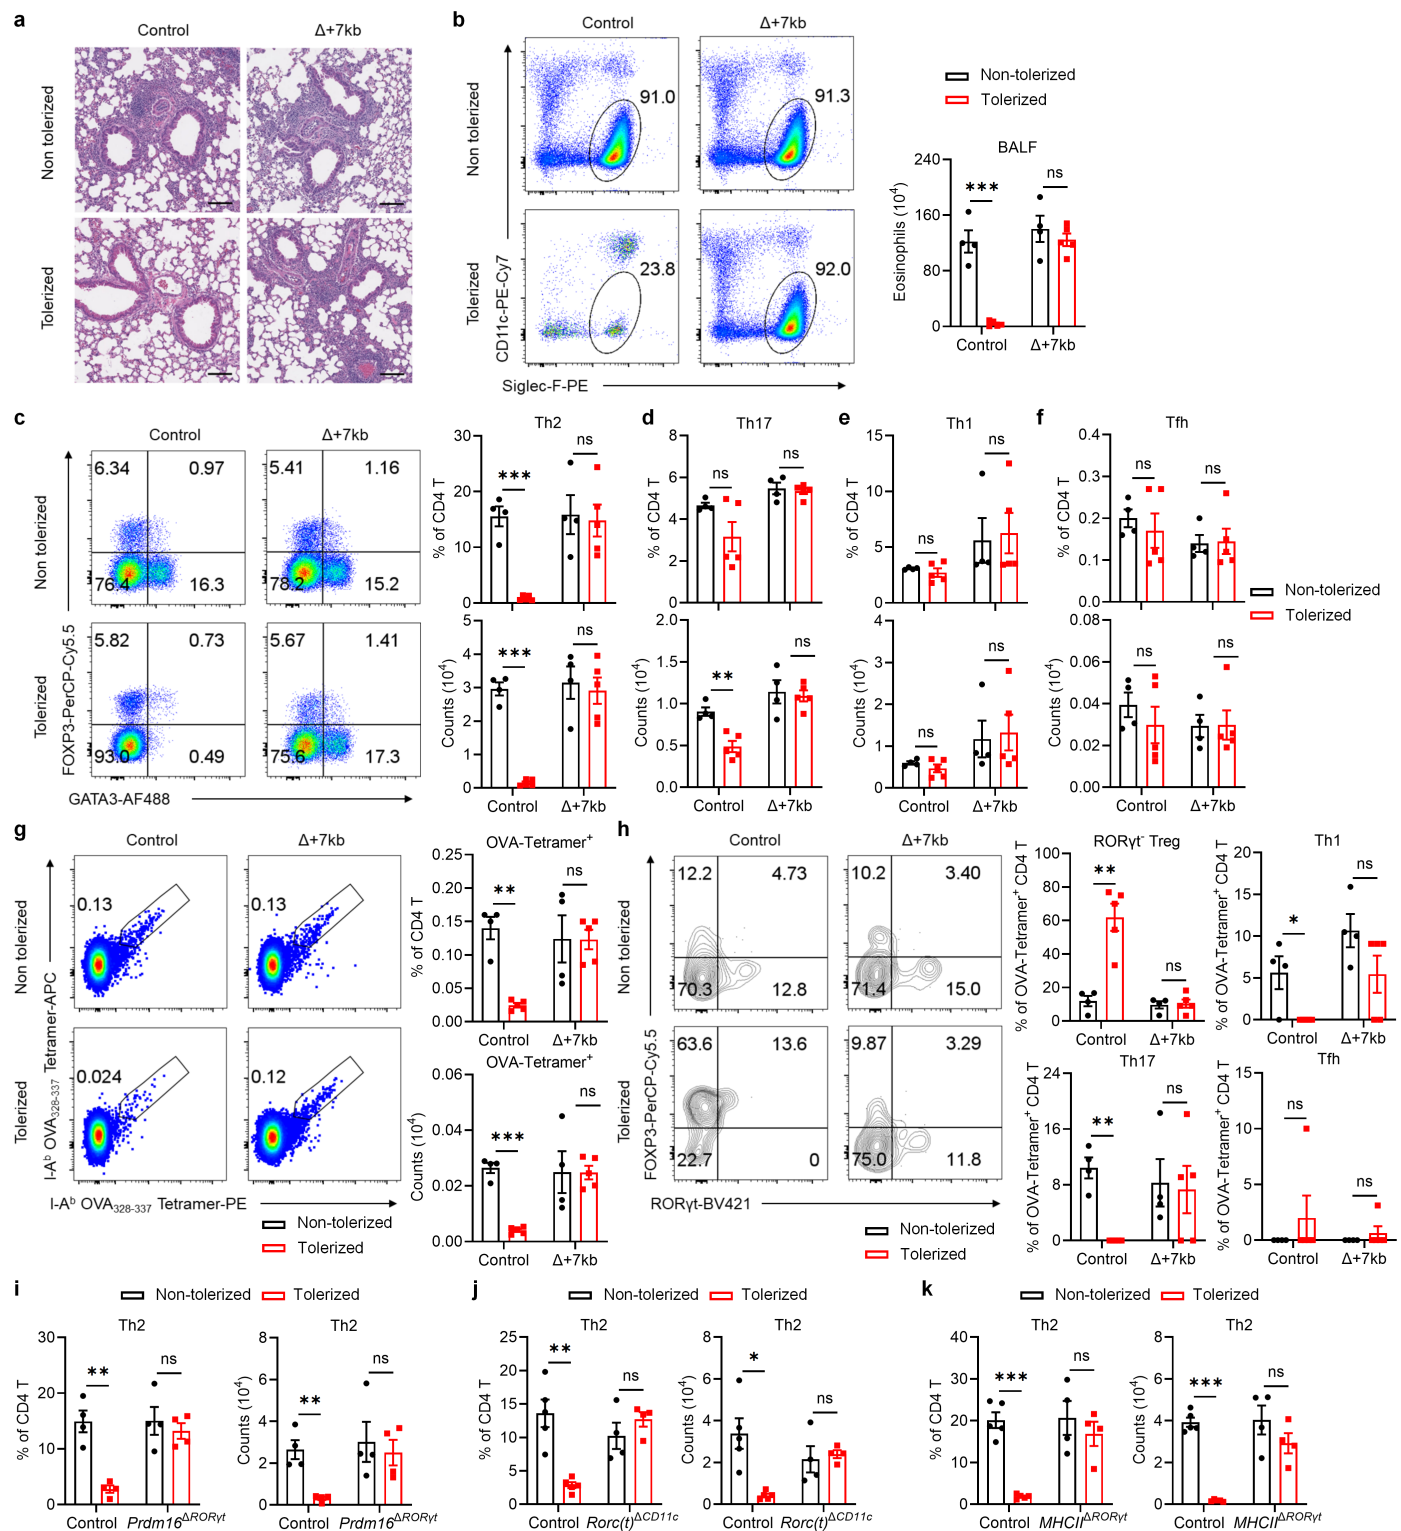 a
Control
Δ+7kb
Non tolerized
Tolerized
b
Control
Δ+7kb
Non tolerized
Tolerized
91.0
91.3
23.8
92.0
CD11c-PE-Cy7
Siglec-F-PE
Non-tolerized
Tolerized
BALF
Eosinophils (10⁴)
240
160
80
0
***
ns
Control
Δ+7kb
c
Control
Δ+7kb
Non tolerized
Tolerized
6.34
0.97
76.4
16.3
5.41
1.16
78.2
15.2
5.82
0.73
93.0
0.49
5.67
1.41
75.6
17.3
FOXP3-PerCP-Cy5.5
GATA3-AF488
Th2
% of CD4 T
30
20
10
0
***
ns
Counts (10⁴)
5
4
3
2
1
0
***
ns
Control
Δ+7kb
d
Th17
% of CD4 T
8
6
4
2
ns
ns
Counts (10⁴)
2.0
1.5
1.0
0.5
0.0
**
ns
Control
Δ+7kb
e
Th1
% of CD4 T
15
10
5
0
ns
ns
Counts (10⁴)
4
3
2
1
0
ns
ns
Control
Δ+7kb
f
Tfh
% of CD4 T
0.4
0.3
0.2
0.1
0.0
ns
ns
Counts (10⁴)
0.08
0.06
0.04
0.02
0.00
ns
ns
Control
Δ+7kb
Non-tolerized
Tolerized
g
Control
Δ+7kb
Non tolerized
Tolerized
0.13
0.13
0.024
0.12
I-Aᵇ OVA₃₂₈₋₃₃₇ Tetramer-APC
I-Aᵇ OVA₃₂₈₋₃₃₇ Tetramer-PE
Non-tolerized
Tolerized
OVA-Tetramer⁺
% of CD4 T
0.25
0.20
0.15
0.10
0.05
0.00
**
ns
Control
Δ+7kb
OVA-Tetramer⁺
Counts (10⁴)
0.06
0.04
0.02
0.00
***
ns
Control
Δ+7kb
h
Control
Δ+7kb
Non tolerized
Tolerized
12.2
4.73
70.3
12.8
10.2
3.40
71.4
15.0
63.6
13.6
22.7
0
9.87
3.29
75.0
11.8
FOXP3-PerCP-Cy5.5
RORγt-BV421
Non-tolerized
Tolerized
RORγt⁻ Treg
% of OVA-Tetramer⁺ CD4 T
100
80
60
40
20
0
**
ns
Control
Δ+7kb
Th1
% of OVA-Tetramer⁺ CD4 T
20
15
10
5
0
*
ns
Control
Δ+7kb
Th17
% of OVA-Tetramer⁺ CD4 T
24
16
8
0
**
ns
Control
Δ+7kb
Tfh
% of OVA-Tetramer⁺ CD4 T
15
10
5
0
ns
ns
Control
Δ+7kb
i
Non-tolerized
Tolerized
Th2
% of CD4 T
30
20
10
0
**
ns
Control
Prdm16^ΔRORγt
Th2
Counts (10⁴)
8
6
4
2
0
**
ns
Control
Prdm16^ΔRORγt
j
Non-tolerized
Tolerized
Th2
% of CD4 T
25
20
15
10
5
0
**
ns
Control
Rorc(t)^ΔCD11c
Th2
Counts (10⁴)
8
6
4
2
0
*
ns
Control
Rorc(t)^ΔCD11c
k
Non-tolerized
Tolerized
Th2
% of CD4 T
40
30
20
10
0
***
ns
Control
MHCII^ΔRORγt
Th2
Counts (10⁴)
8
6
4
2
0
***
ns
Control
MHCII^ΔRORγt